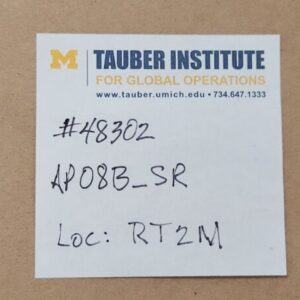 M | TAUBER INSTITUTE
FOR GLOBAL OPERATIONS
www.tauber.umich.edu • 734.647.1333
#48302
AP08B_SR
Loc: RT2M